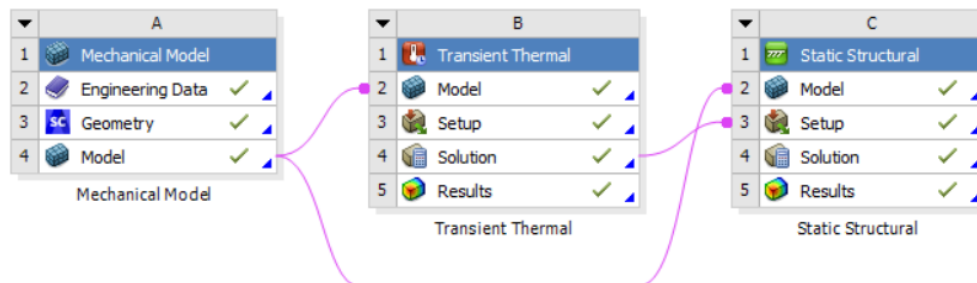 A
1 Mechanical Model
2 Engineering Data
3 SC Geometry
4 Model
Mechanical Model
B
1 Transient Thermal
2 Model
3 Setup
4 Solution
5 Results
Transient Thermal
C
1 Static Structural
2 Model
3 Setup
4 Solution
5 Results
Static Structural